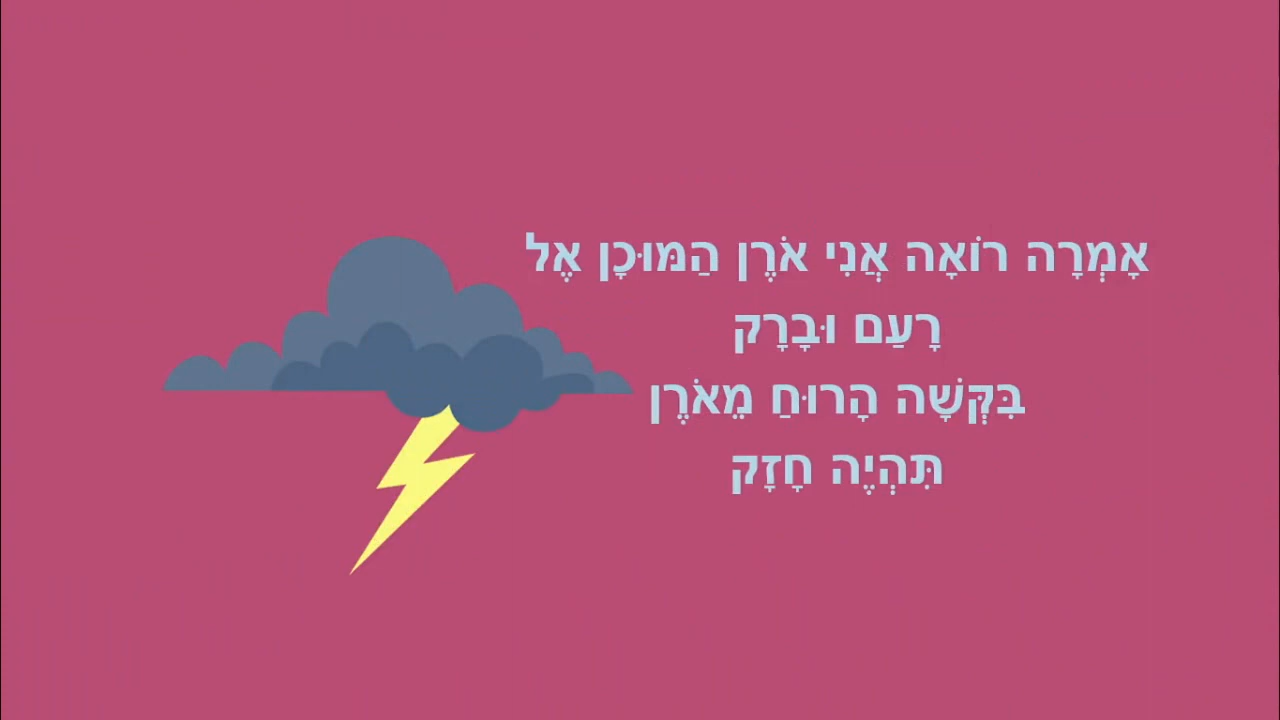 אָמְרָה רוֹאָה אֲנִי אֹרֶן הַמּוּכָן אֶל
רָעַם וּבָרָק
בִּקְּשָׁה הָרוּחַ מֵאֹרֶן
תִּהְיֶה חָזָק